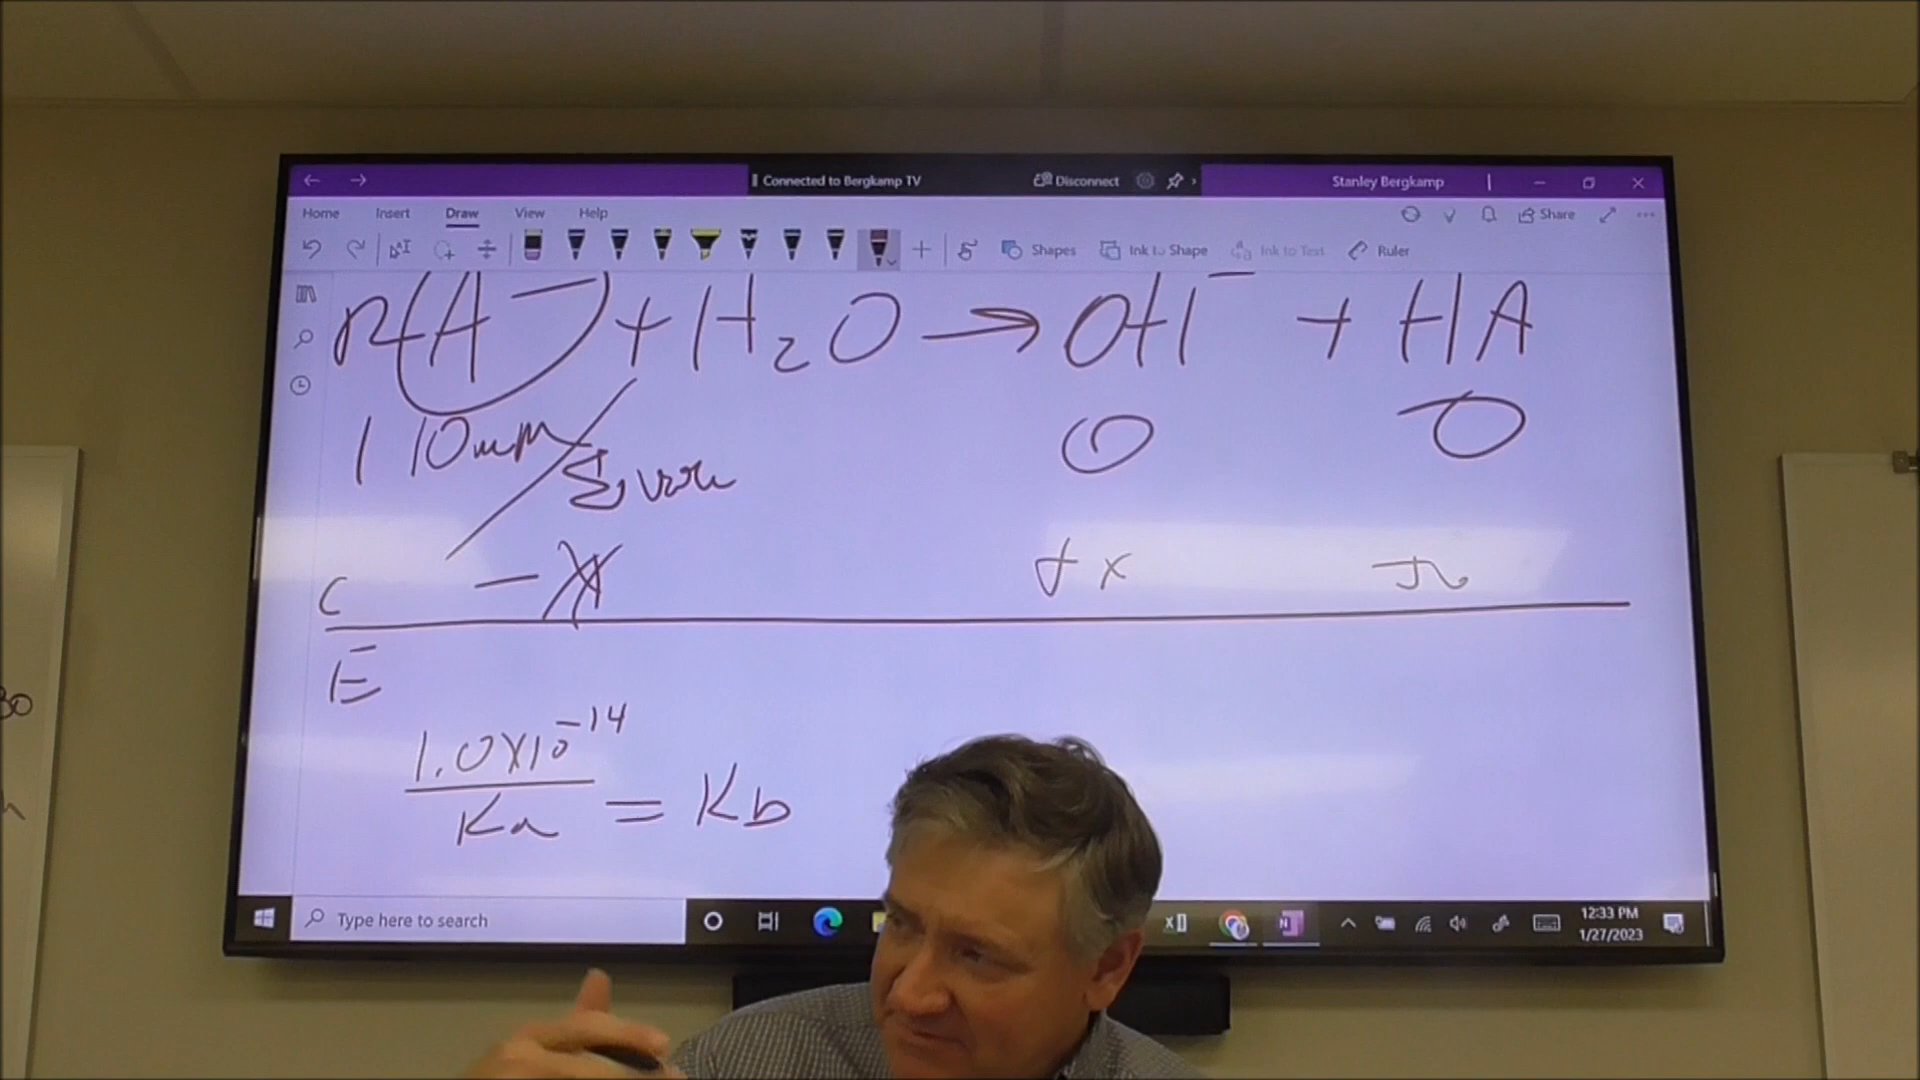 Connected to Bergkamp TV Disconnect Stanley Bergkamp
Home Insert Draw View Help Share
Shapes Ink to Shape Ink to Text Ruler
R(A⁻) + H₂O → OH⁻ + HA
I 10 0 0
C -X +x +x
E
1.0x10⁻¹⁴
Ka = Kb
30
Type here to search
12:33 PM
1/27/2023